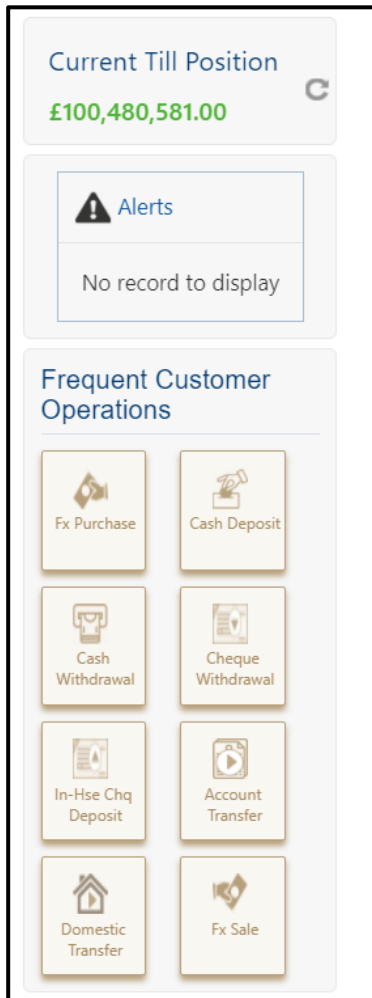 Current Till Position
£100,480,581.00
Alerts
No record to display
Frequent Customer
Operations
Fx Purchase
Cash Deposit
Cash
Withdrawal
Cheque
Withdrawal
In-Hse Chq
Deposit
Account
Transfer
Domestic
Transfer
Fx Sale